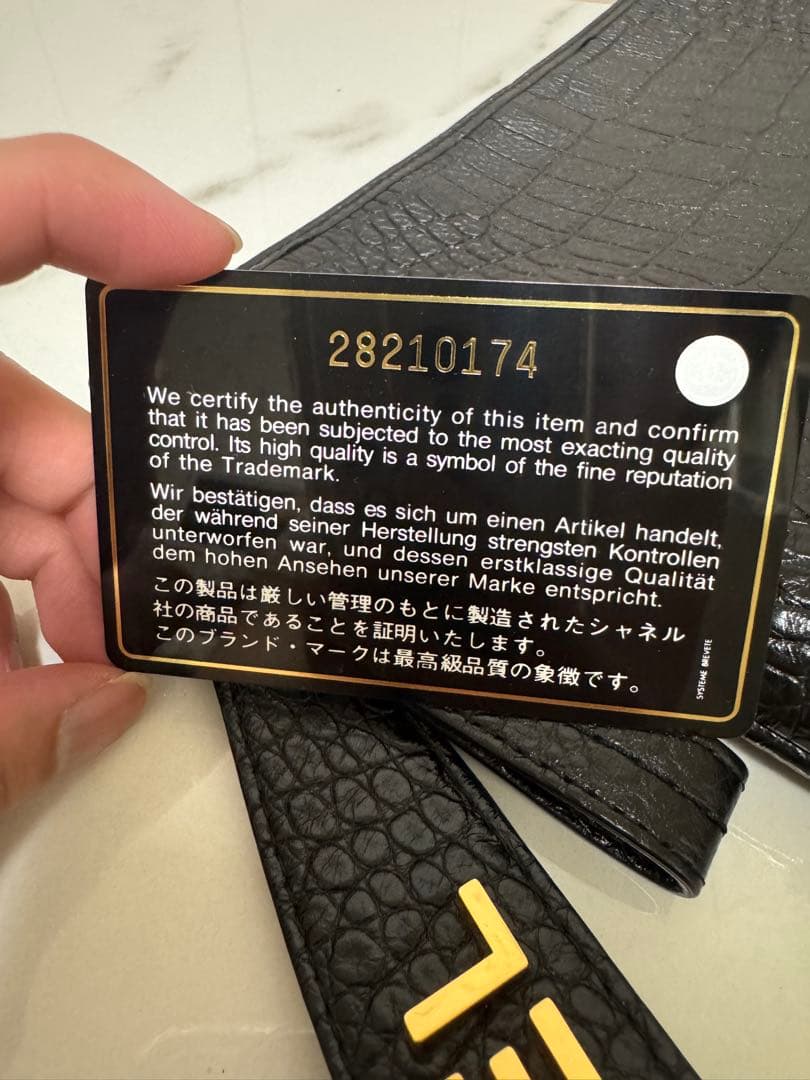 28210174
We certify the authenticity of this item and confirm
that it has been subjected to the most exacting quality
control. Its high quality is a symbol of the fine reputation
of the Trademark.
Wir bestätigen, dass es sich um einen Artikel handelt,
der während seiner Herstellung strengsten Kontrollen
unterworfen war, und dessen erstklassige Qualität
dem hohen Ansehen unserer Marke entspricht.
この製品は厳しい管理のもとに製造されたシャネル
社の商品であることを証明いたします。
このブランド・マークは最高級品質の象徴です。
SYSTEME BREVETE
L